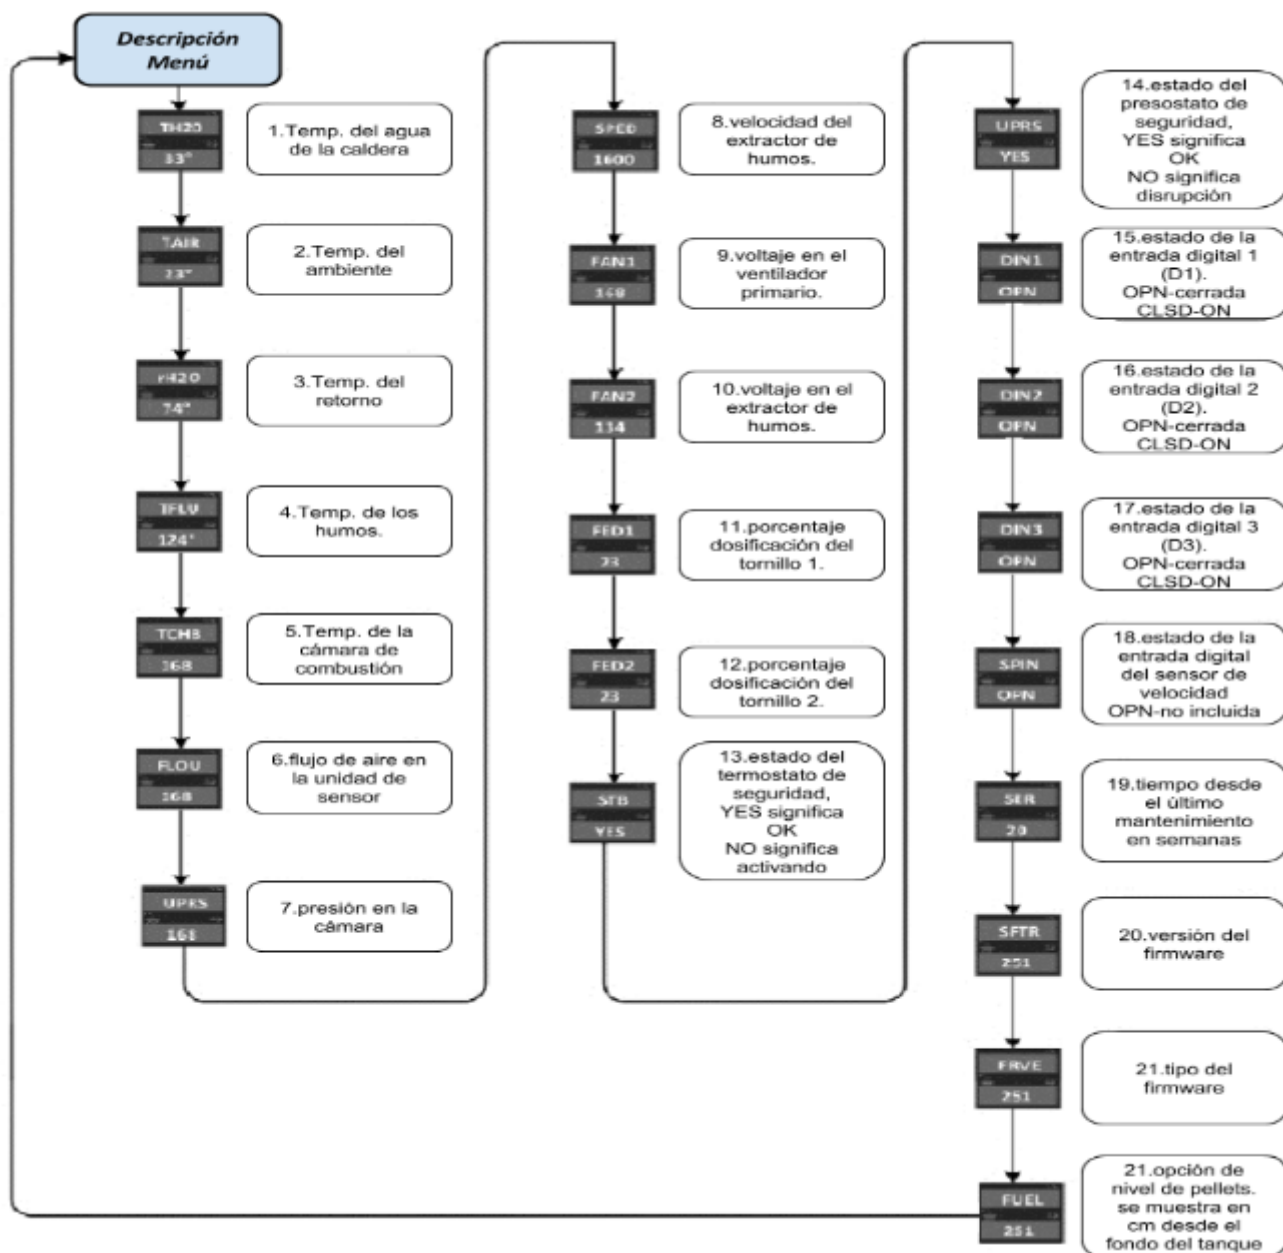 Descripción
Menú
TH20
33°
1.Temp. del agua
de la caldera
TAIR
23°
2.Temp. del
ambiente
rH20
74°
3.Temp. del
retorno
TFLU
124°
4.Temp. de los
humos.
TCHB
168
5.Temp. de la
cámara de
combustión
FLOU
168
6.flujo de aire en
la unidad de
sensor
UPRS
168
7.presión en la
cámara
SPED
1600
8.velocidad del
extractor de
humos.
FAN1
168
9.voltaje en el
ventilador
primario.
FAN2
134
10.voltaje en el
extractor de
humos.
FED1
23
11.porcentaje
dosificación del
tornillo 1.
FED2
23
12.porcentaje
dosificación del
tornillo 2.
STB
YES
13.estado del
termostato de
seguridad,
YES significa
OK
NO significa
activando
UPRS
YES
14.estado del
presostato de
seguridad,
YES significa
OK
NO significa
disrupción
DIN1
OPN
15.estado de la
entrada digital 1
(D1).
OPN-cerrada
CLSD-ON
DIN2
OPN
16.estado de la
entrada digital 2
(D2).
OPN-cerrada
CLSD-ON
DIN3
OPN
17.estado de la
entrada digital 3
(D3).
OPN-cerrada
CLSD-ON
SPIN
OPN
18.estado de la
entrada digital
del sensor de
velocidad
OPN-no incluida
SER
20
19.tiempo desde
el último
mantenimiento
en semanas
SFTR
251
20.versión del
firmware
FRVE
251
21.tipo del
firmware
FUEL
251
21.opción de
nivel de pellets.
se muestra en
cm desde el
fondo del tanque